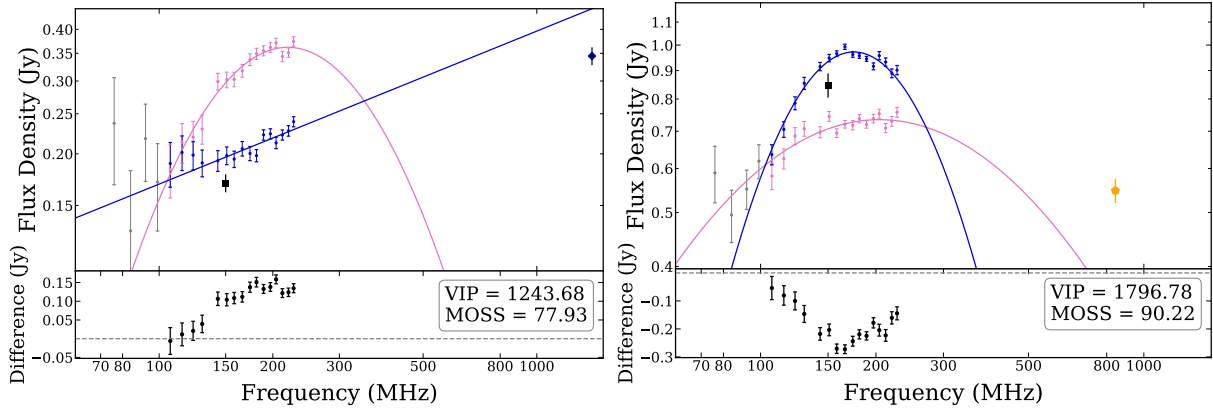 Flux Density (Jy)
0.40
0.35
0.30
0.25
0.20
0.15
Difference (Jy)
0.15
0.10
0.05
0.00
−0.05
VIP = 1243.68
MOSS = 77.93
70 80 100 150 200 300 500 1000
Frequency (MHz)
Flux Density (Jy)
1.1
1.0
0.9
0.8
0.7
0.6
0.5
0.4
Difference (Jy)
−0.1
−0.2
−0.3
VIP = 1796.78
MOSS = 90.22
70 80 100 150 200 300 500 800 1000
Frequency (MHz)